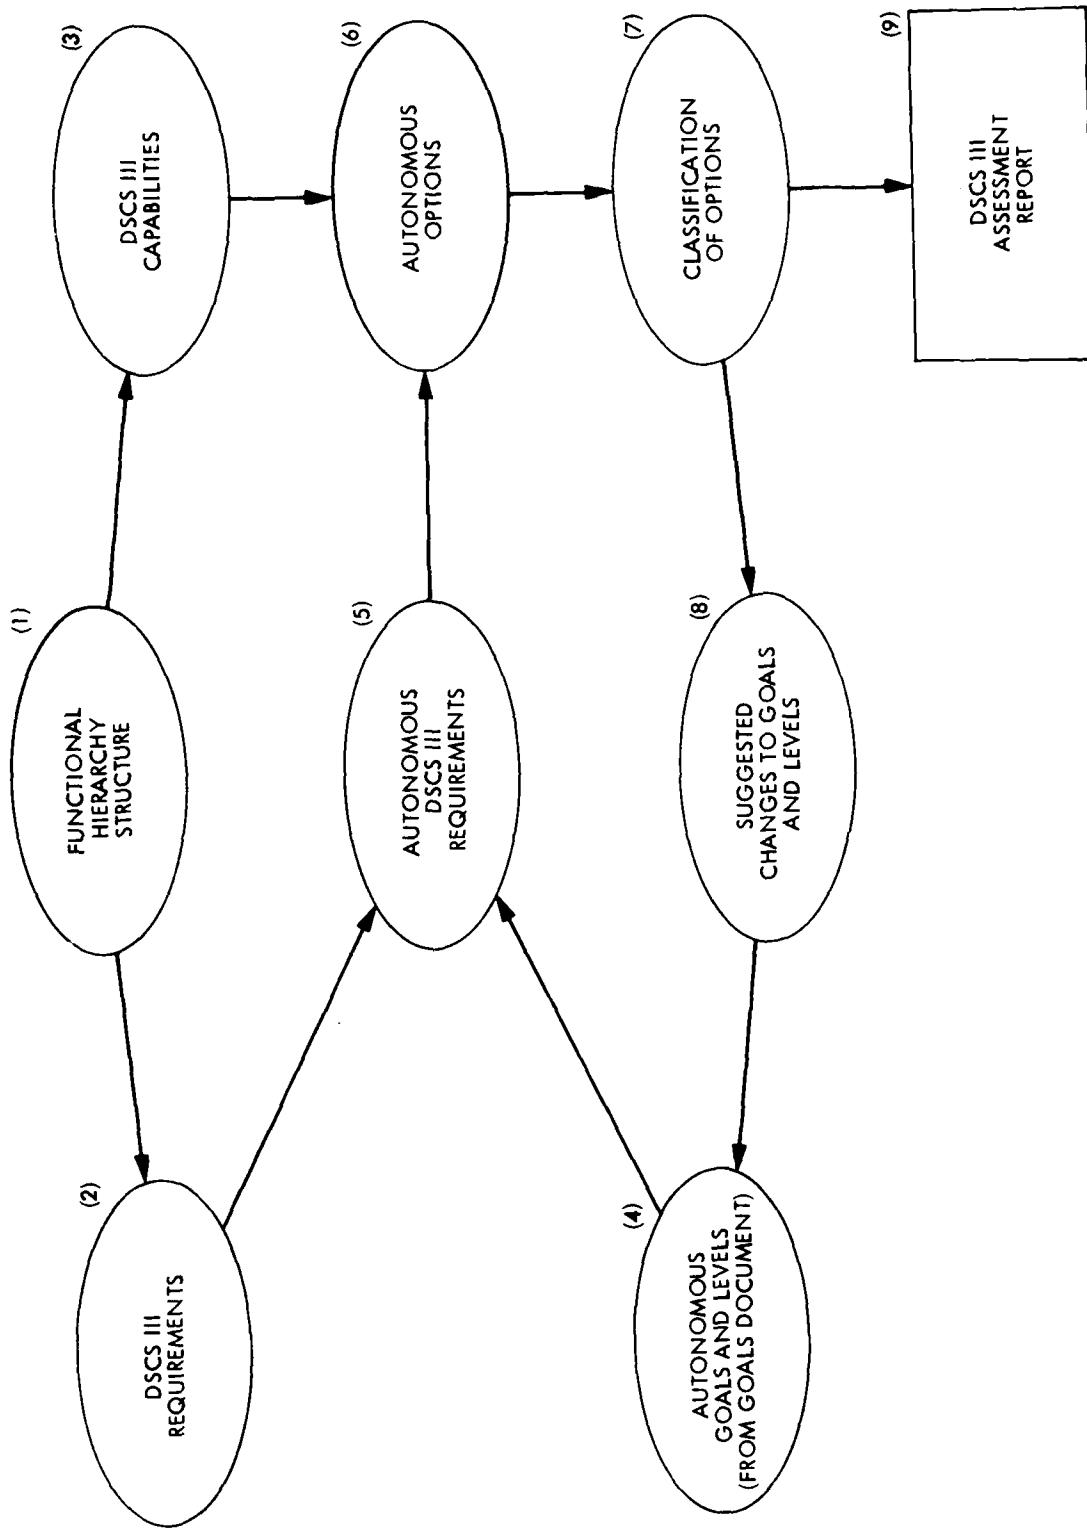 (1)
FUNCTIONAL
HIERARCHY
STRUCTURE
(2)
DSCS III
REQUIREMENTS
(3)
DSCS III
CAPABILITIES
(4)
AUTONOMOUS
GOALS AND LEVELS
(FROM GOALS DOCUMENT)
(5)
AUTONOMOUS
DSCS III
REQUIREMENTS
(6)
AUTONOMOUS
OPTIONS
(7)
CLASSIFICATION
OF OPTIONS
(8)
SUGGESTED
CHANGES TO GOALS
AND LEVELS
(9)
DSCS III
ASSESSMENT
REPORT